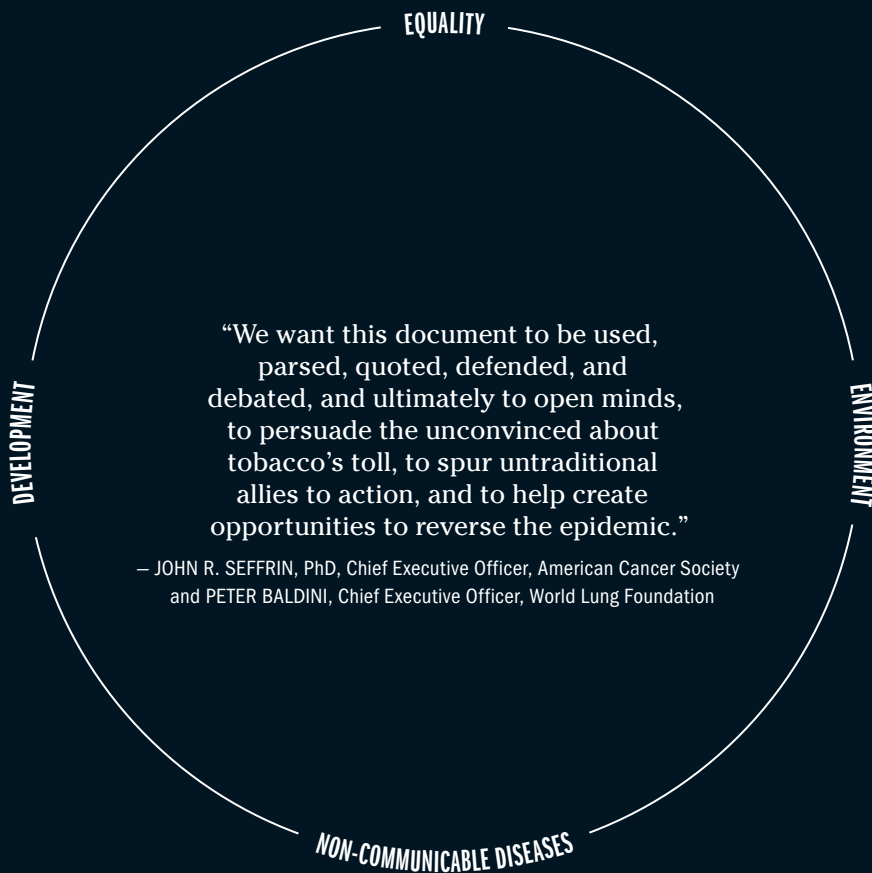 EQUALITY
DEVELOPMENT
ENVIRONMENT
“We want this document to be used,
parsed, quoted, defended, and
debated, and ultimately to open minds,
to persuade the unconvinced about
tobacco’s toll, to spur untraditional
allies to action, and to help create
opportunities to reverse the epidemic.”
— JOHN R. SEFFRIN, PhD, Chief Executive Officer, American Cancer Society
and PETER BALDINI, Chief Executive Officer, World Lung Foundation
NON-COMMUNICABLE DISEASES